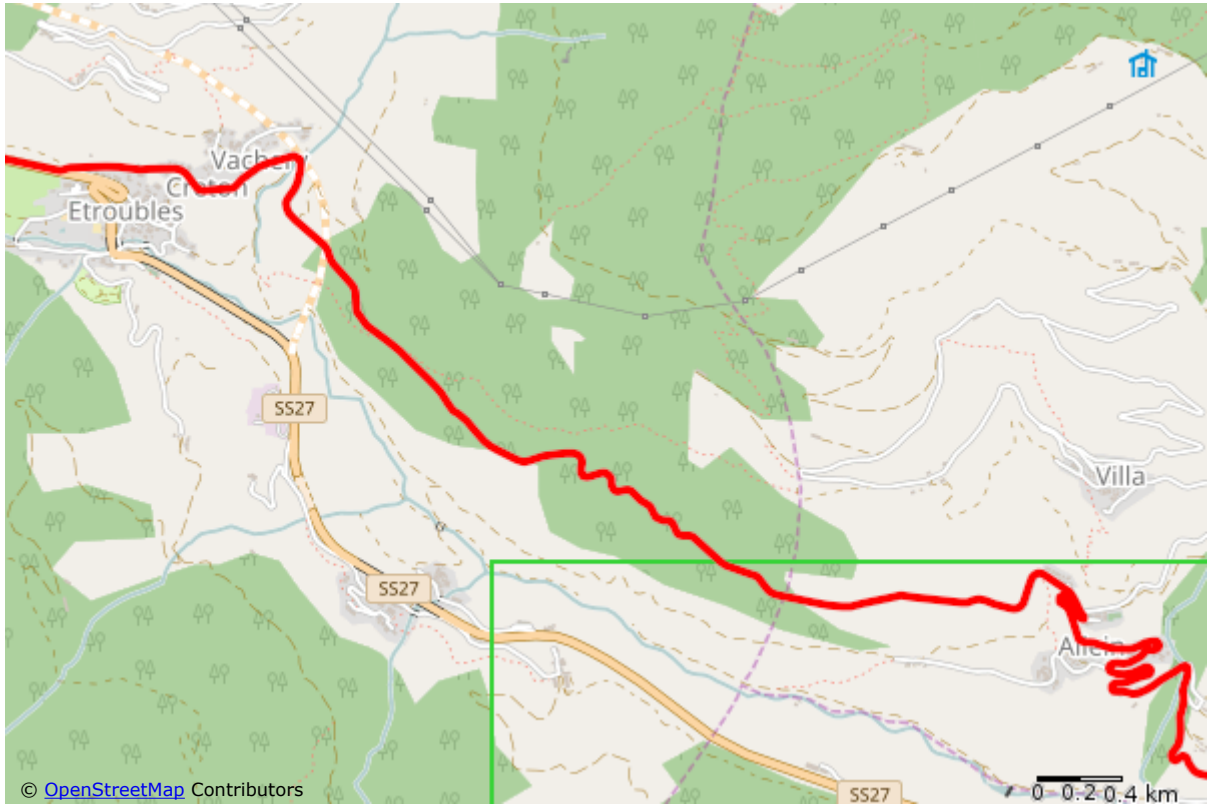 Vachery
Croton
Etroubles
SS27
Villa
SS27
Allein
SS27
0 0.2 0.4 km
© OpenStreetMap Contributors